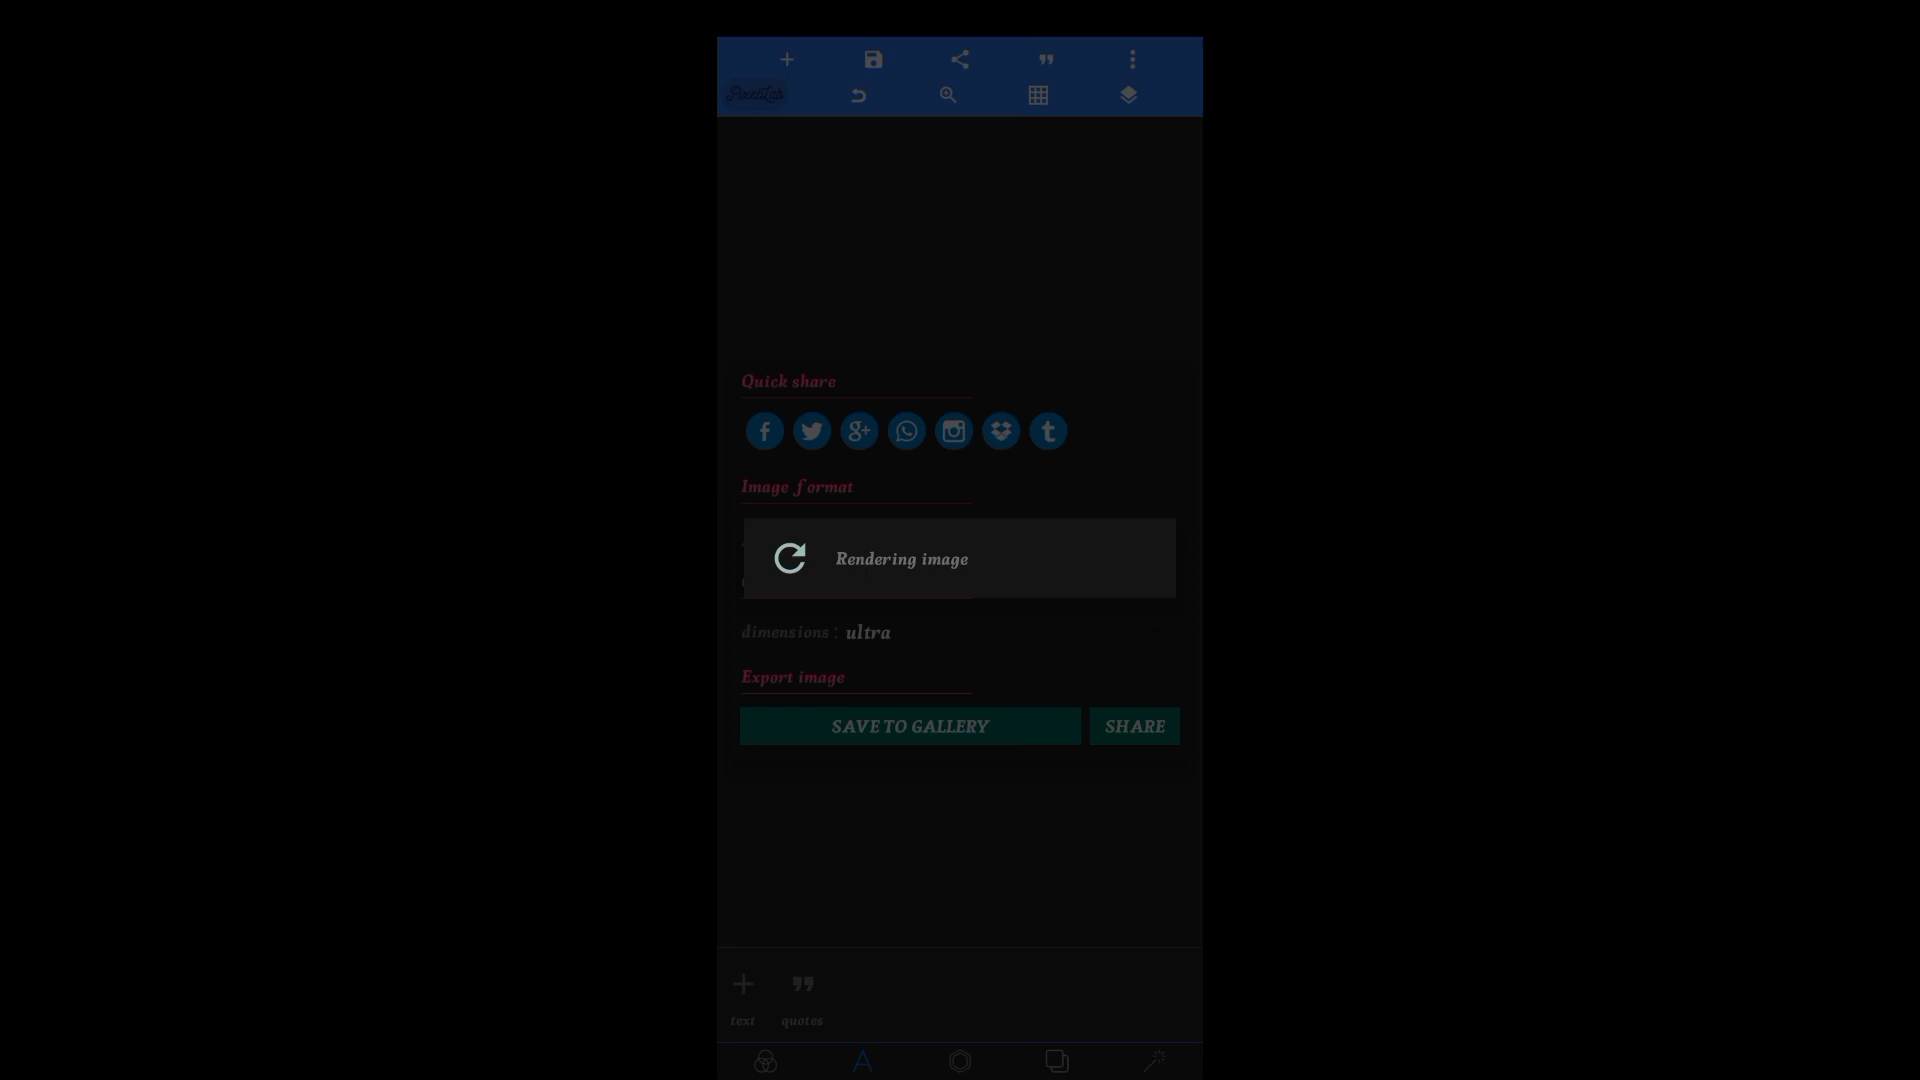 PixelLab
Quick share
Image format
Rendering image
dimensions : ultra
Export image
SAVE TO GALLERY
SHARE
text
quotes